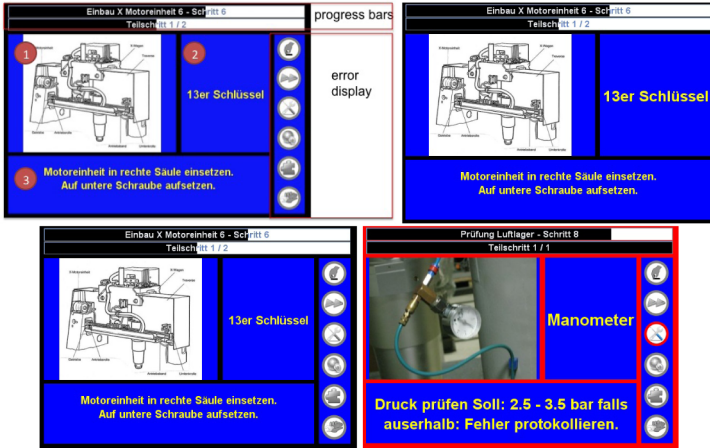 Einbau X Motoreinheit 6 - Schritt 6
Teilschritt 1 / 2
progress bars
1
2
13er Schlüssel
error
display
3
Motoreinheit in rechte Säule einsetzen.
Auf untere Schraube aufsetzen.
Einbau X Motoreinheit 6 - Schritt 6
Teilschritt 1 / 2
13er Schlüssel
Motoreinheit in rechte Säule einsetzen.
Auf untere Schraube aufsetzen.
Einbau X Motoreinheit 6 - Schritt 6
Teilschritt 1 / 2
13er Schlüssel
Motoreinheit in rechte Säule einsetzen.
Auf untere Schraube aufsetzen.
Prüfung Luftlager - Schritt 8
Teilschritt 1 / 1
Manometer
Druck prüfen Soll: 2.5 - 3.5 bar falls
auserhalb: Fehler protokollieren.